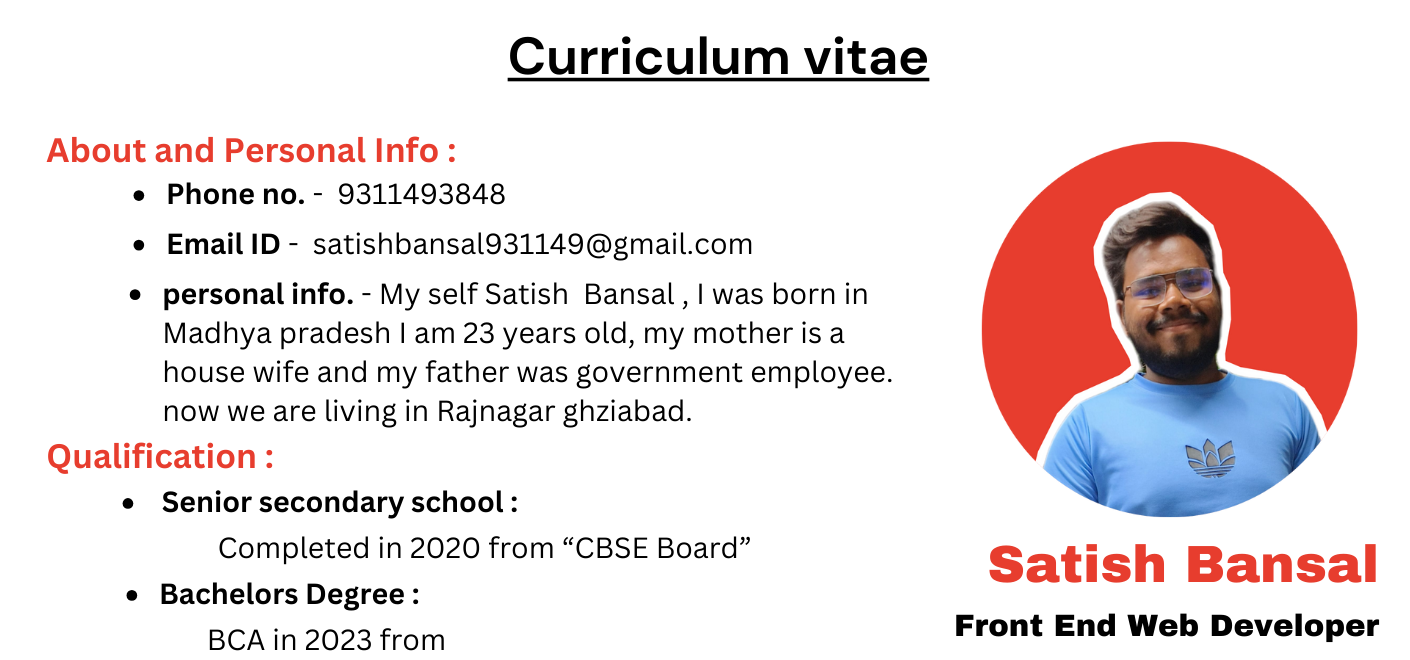 Curriculum vitae
About and Personal Info :
• Phone no. - 9311493848
• Email ID - satishbansal931149@gmail.com
• personal info. - My self Satish Bansal , I was born in
Madhya pradesh I am 23 years old, my mother is a
house wife and my father was government employee.
now we are living in Rajnagar ghziabad.
Qualification :
• Senior secondary school :
Completed in 2020 from “CBSE Board”
• Bachelors Degree :
BCA in 2023 from
Satish Bansal
Front End Web Developer